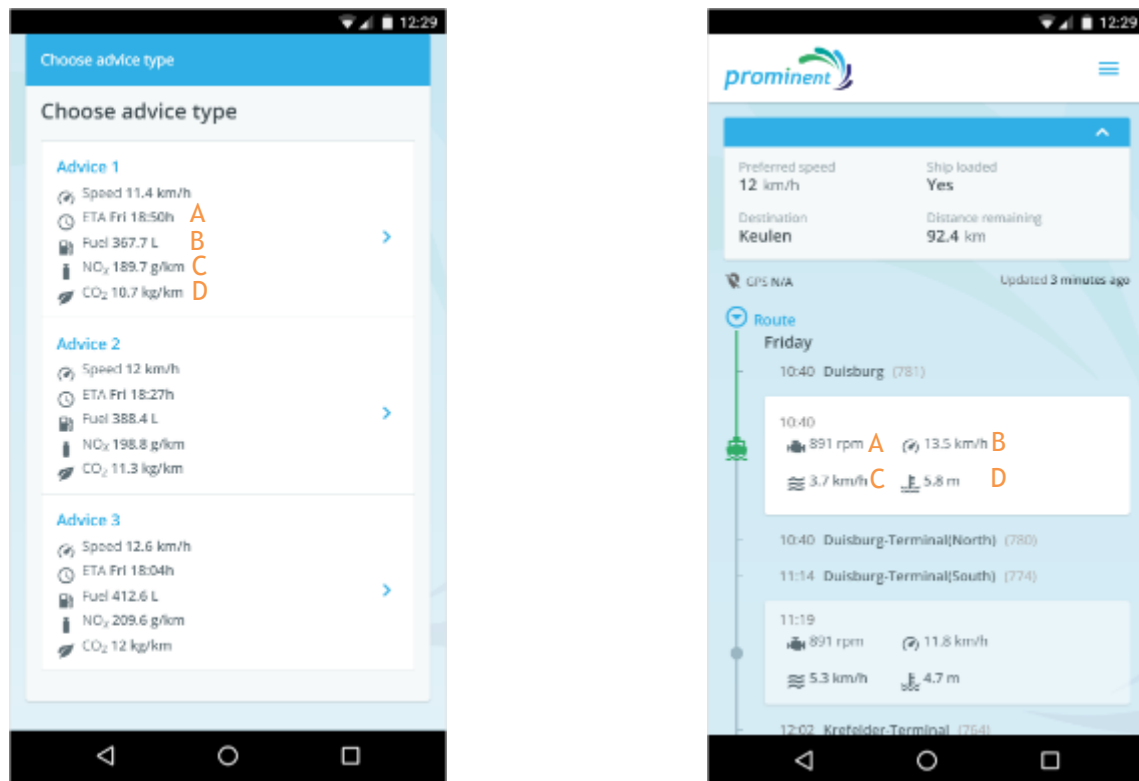 12:29
Choose advice type
Choose advice type
Advice 1
Speed 11.4 km/h
ETA Fri 18:50h A
Fuel 367.7 L B
NOX 189.7 g/km C
CO2 10.7 kg/km D
Advice 2
Speed 12 km/h
ETA Fri 18:27h
Fuel 388.4 L
NOX 198.8 g/km
CO2 11.3 kg/km
Advice 3
Speed 12.6 km/h
ETA Fri 18:04h
Fuel 412.6 L
NOX 209.6 g/km
CO2 12 kg/km
12:29
prominent
Preferred speed Ship loaded
12 km/h Yes
Destination Distance remaining
Keulen 92.4 km
GPS N/A Updated 3 minutes ago
Route
Friday
10:40 Duisburg (781)
10:40
891 rpm A 13.5 km/h B
3.7 km/h C 5.8 m D
10:40 Duisburg-Terminal(North) (780)
11:14 Duisburg-Terminal(South) (774)
11:19
891 rpm 11.8 km/h
5.3 km/h 4.7 m
12:02 Krefelder-Terminal (764)